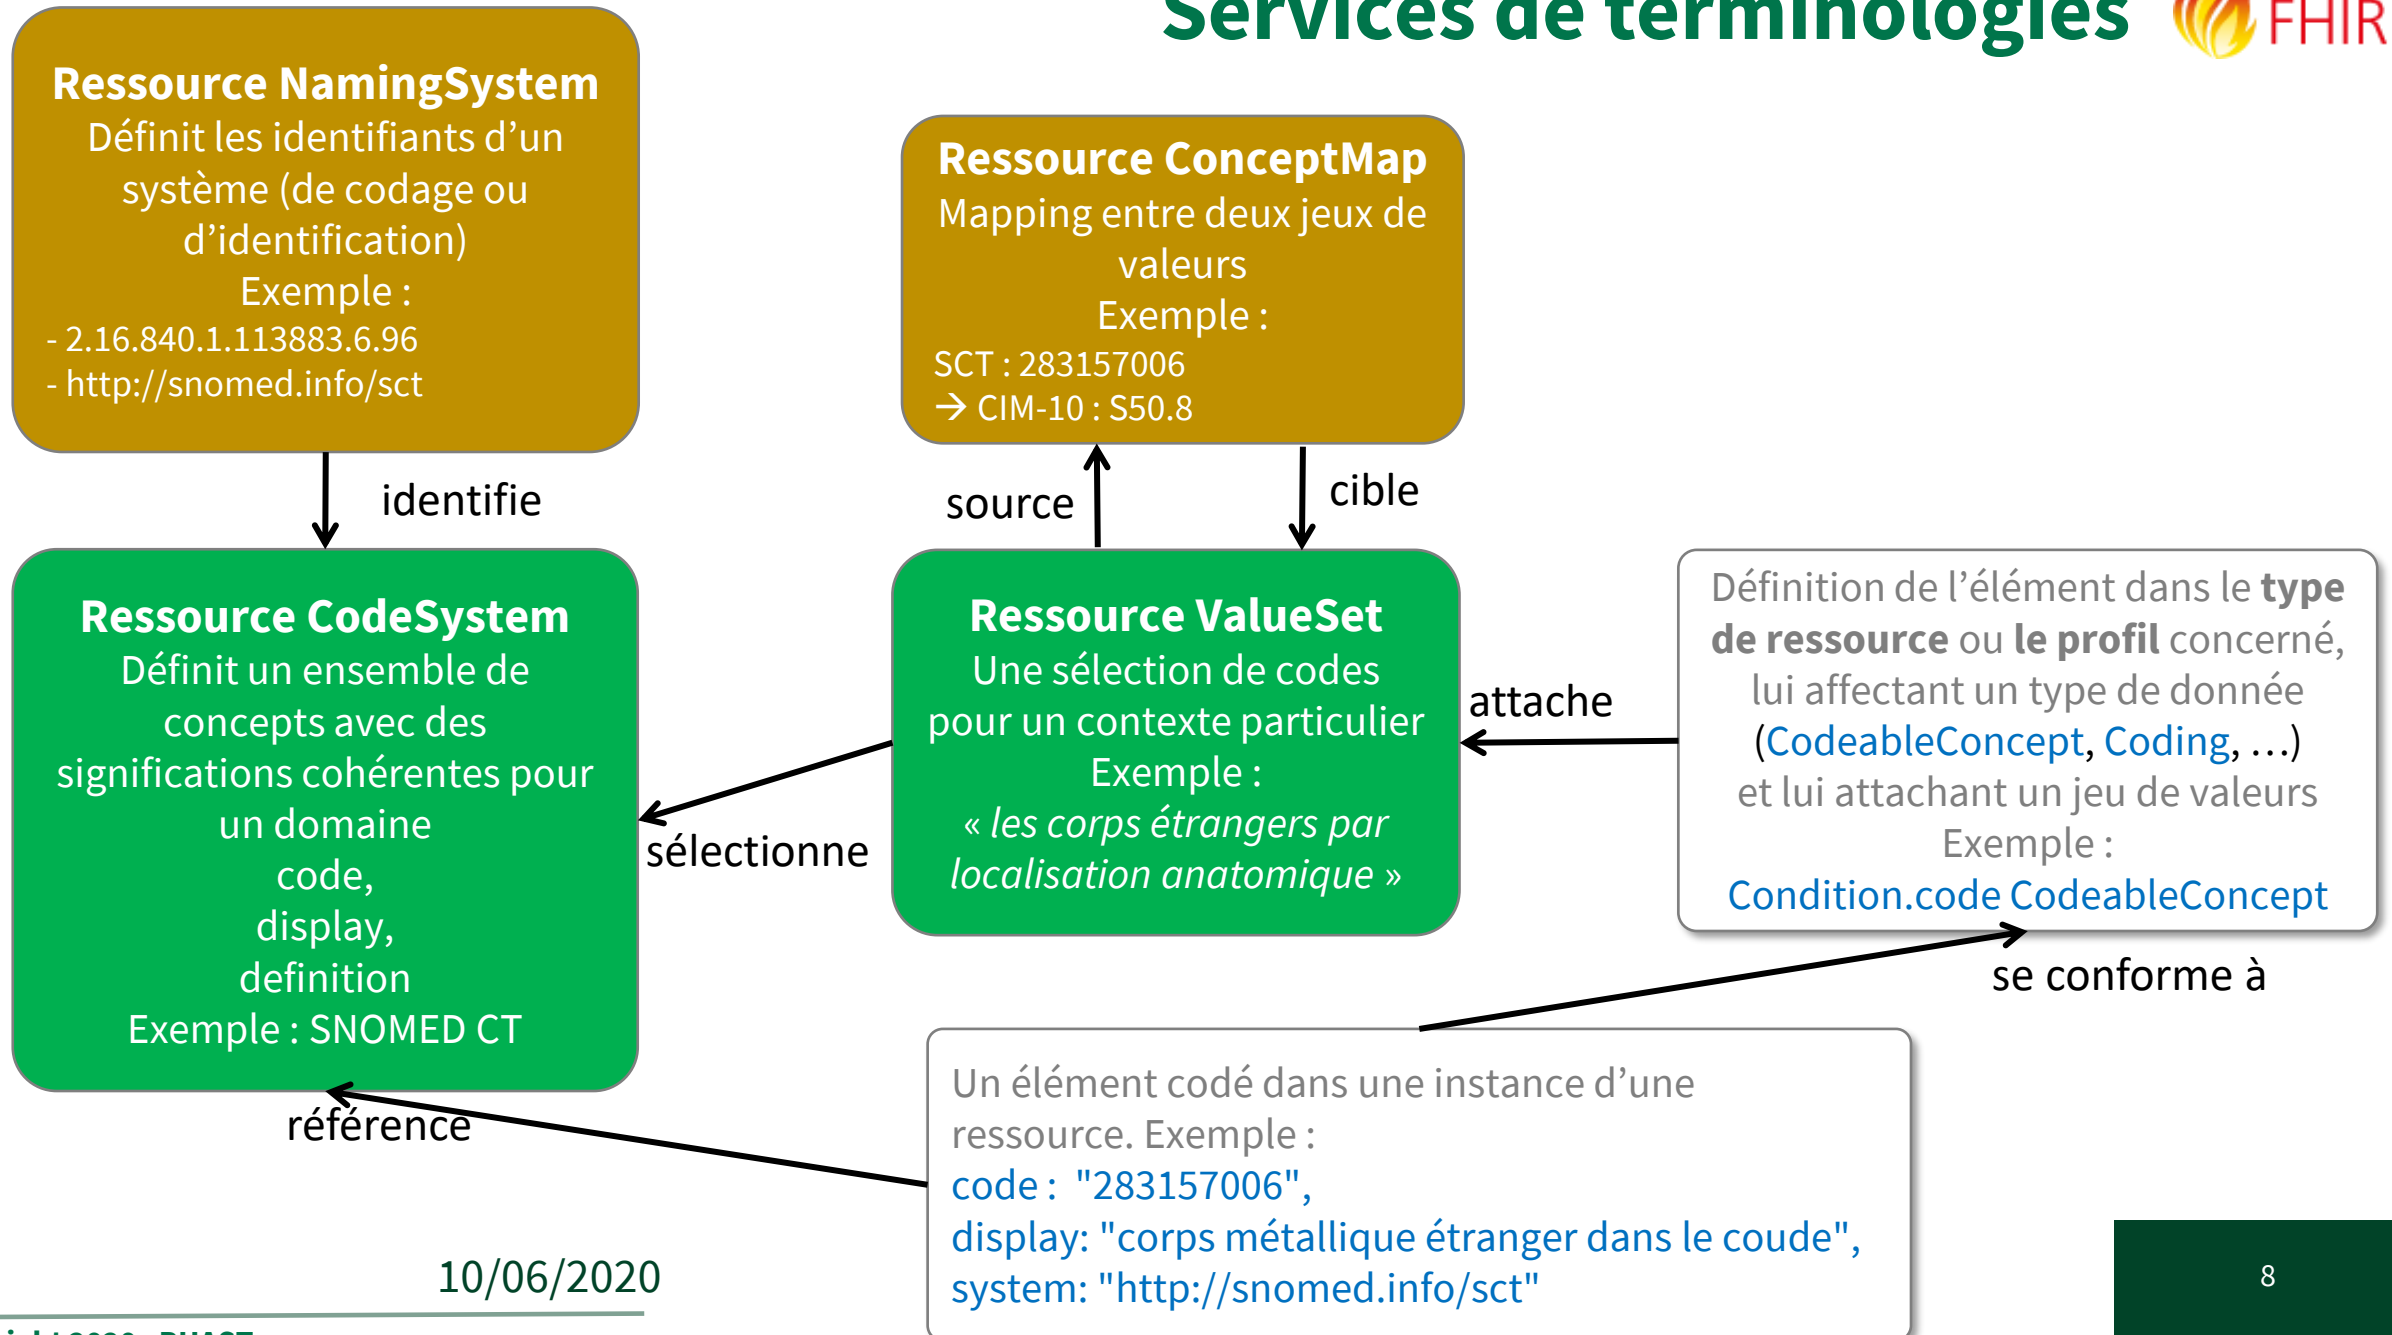 Services de terminologies
FHIR
Ressource NamingSystem
Définit les identifiants d’un
système (de codage ou
d’identification)
Exemple :
- 2.16.840.1.113883.6.96
- http://snomed.info/sct
Ressource ConceptMap
Mapping entre deux jeux de
valeurs
Exemple :
SCT : 283157006
→ CIM-10 : S50.8
identifie
source
cible
Ressource CodeSystem
Définit un ensemble de
concepts avec des
significations cohérentes pour
un domaine
code,
display,
definition
Exemple : SNOMED CT
sélectionne
Ressource ValueSet
Une sélection de codes
pour un contexte particulier
Exemple :
« les corps étrangers par
localisation anatomique »
attache
Définition de l’élément dans le type
de ressource ou le profil concerné,
lui affectant un type de donnée
(CodeableConcept, Coding, …)
et lui attachant un jeu de valeurs
Exemple :
Condition.code CodeableConcept
se conforme à
référence
Un élément codé dans une instance d’une
ressource. Exemple :
code : "283157006",
display: "corps métallique étranger dans le coude",
system: "http://snomed.info/sct"
10/06/2020
8